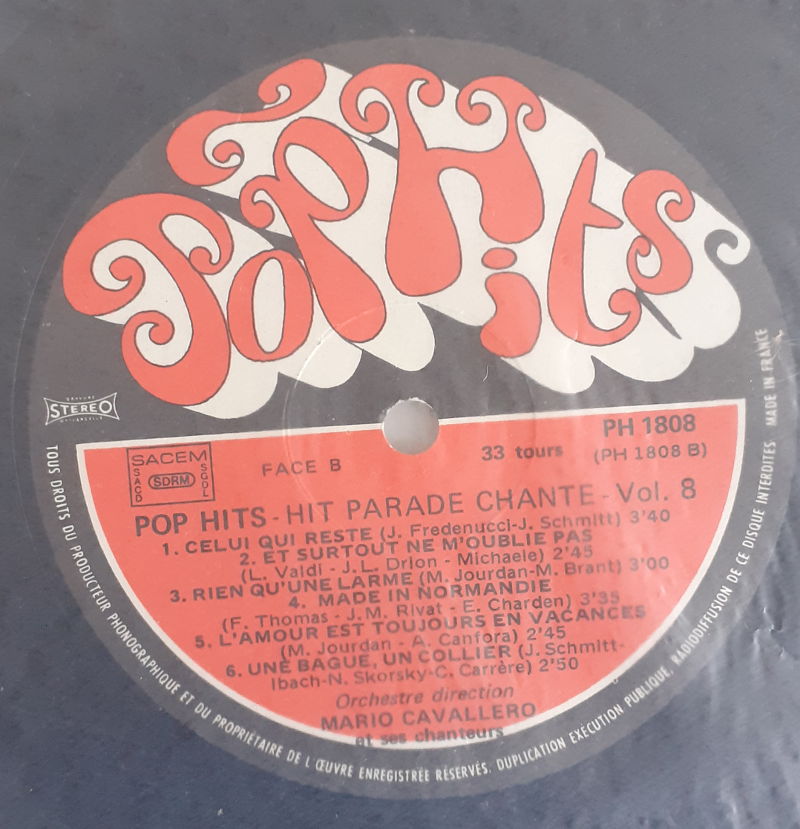 Pop Hits
STEREO
SACEM
SACD
SDRM
SGDL
FACE B
33 tours
PH 1808
(PH 1808 B)
POP HITS - HIT PARADE CHANTE - Vol. 8
1. CELUI QUI RESTE (J. Fredenucci-J. Schmitt) 3'40
2. ET SURTOUT NE M'OUBLIE PAS
(L. Valdi - J.L. Drion - Michaele) 2'45
3. RIEN QU'UNE LARME (M. Jourdan-M. Brant) 3'00
4. MADE IN NORMANDIE
(F. Thomas - J.M. Rivat - E. Charden) 3'35
5. L'AMOUR EST TOUJOURS EN VACANCES
(M. Jourdan - A. Canfora) 2'45
6. UNE BAGUE, UN COLLIER (J. Schmitt-
Ibach-N. Skorsky-C. Carrère) 2'50
Orchestre direction
MARIO CAVALLERO
et ses chanteurs
TOUS DROITS DU PRODUCTEUR PHONOGRAPHIQUE ET DU PROPRIÉTAIRE DE L'ŒUVRE ENREGISTRÉE RÉSERVÉS. DUPLICATION EXÉCUTION PUBLIQUE, RADIODIFFUSION DE CE DISQUE INTERDITES MADE IN FRANCE